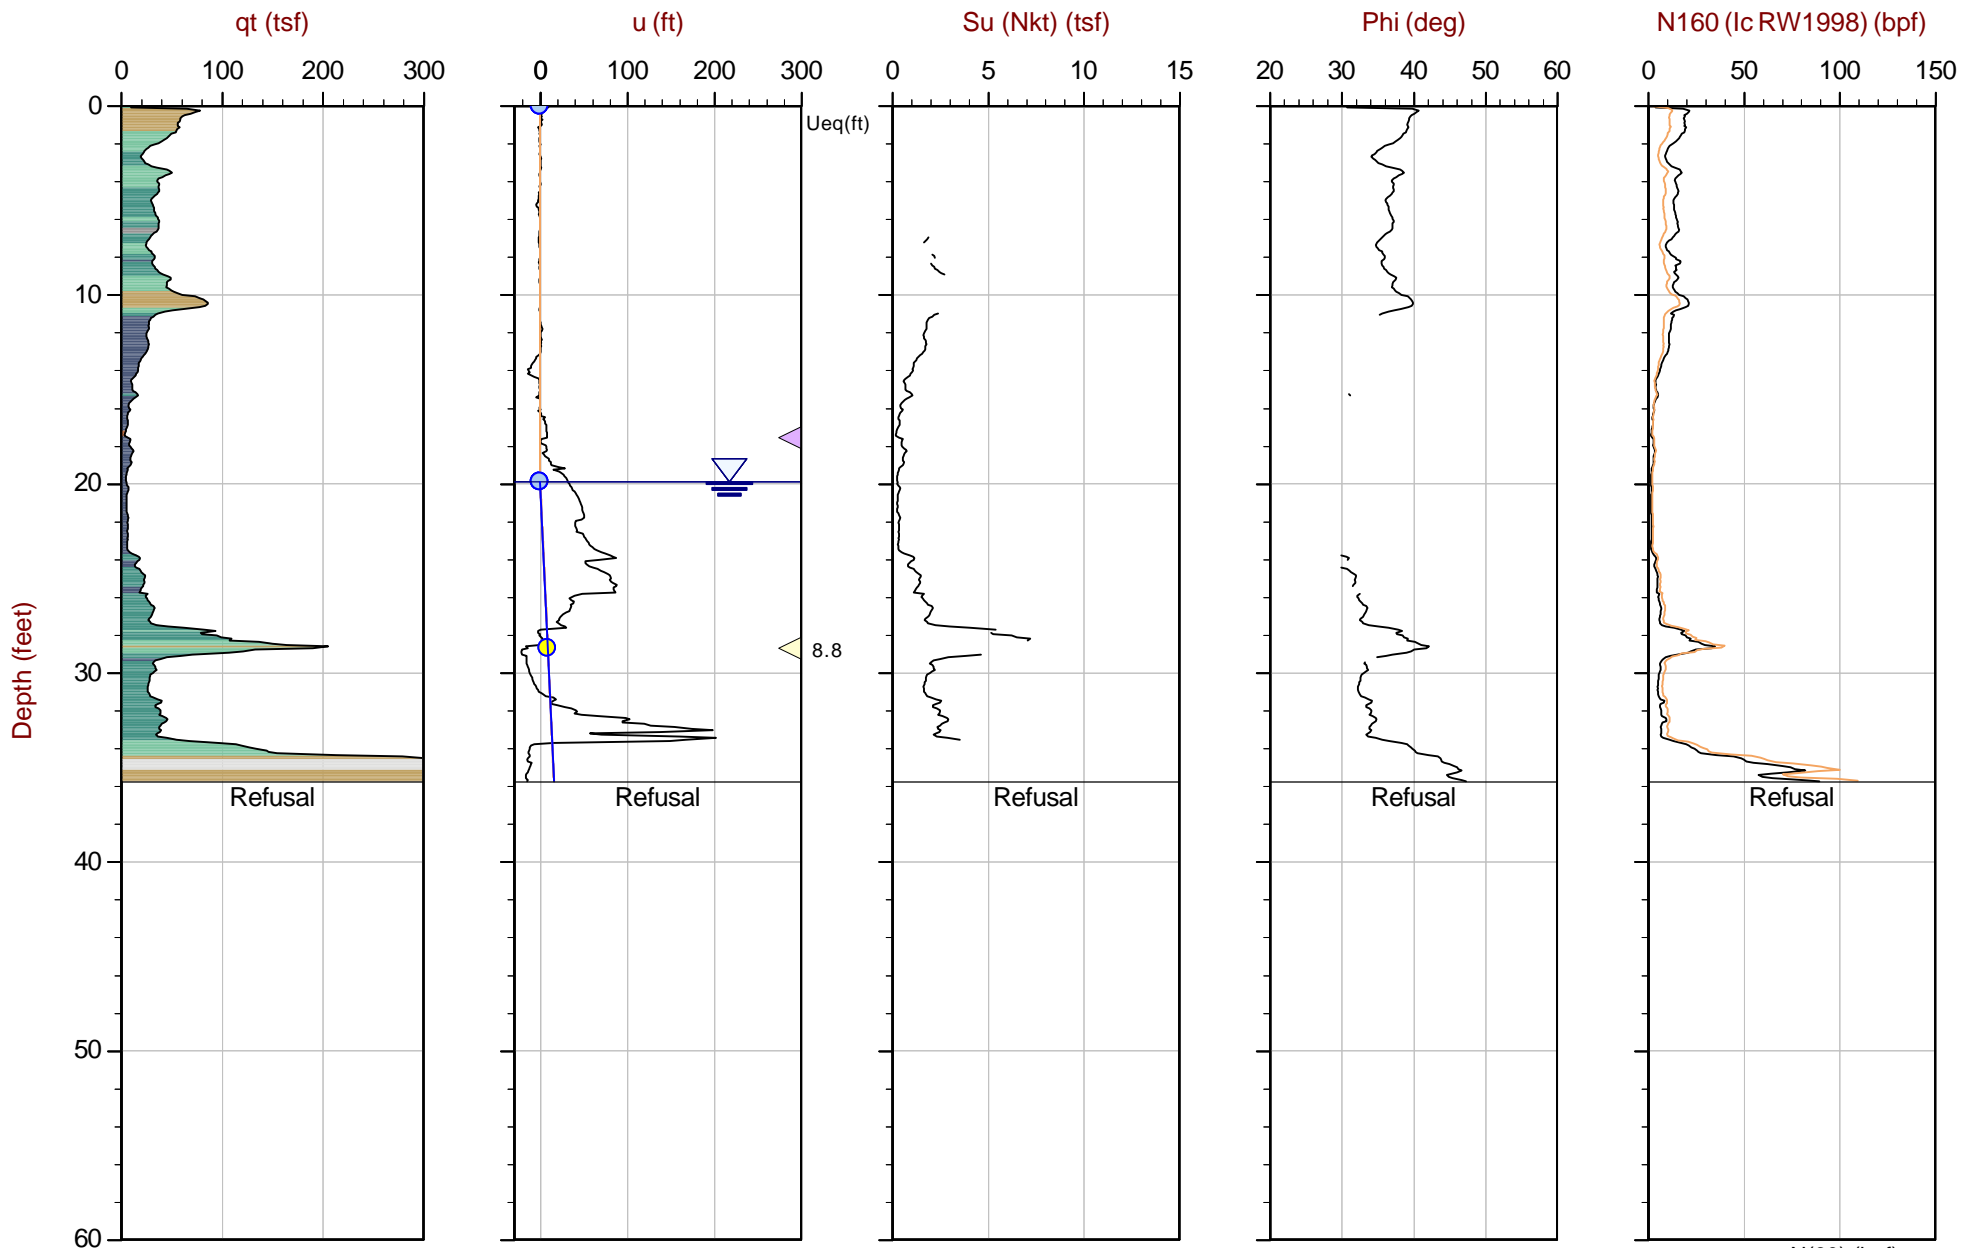 qt (tsf) u (ft) Su (Nkt) (tsf) Phi (deg) N160 (Ic RW1998) (bpf)
0 100 200 300 0 100 200 300 0 5 10 15 20 30 40 50 60 0 50 100 150
0
Ueq(ft)
10
20
8.8
30
Refusal Refusal Refusal Refusal Refusal
40
50
60
Depth (feet)